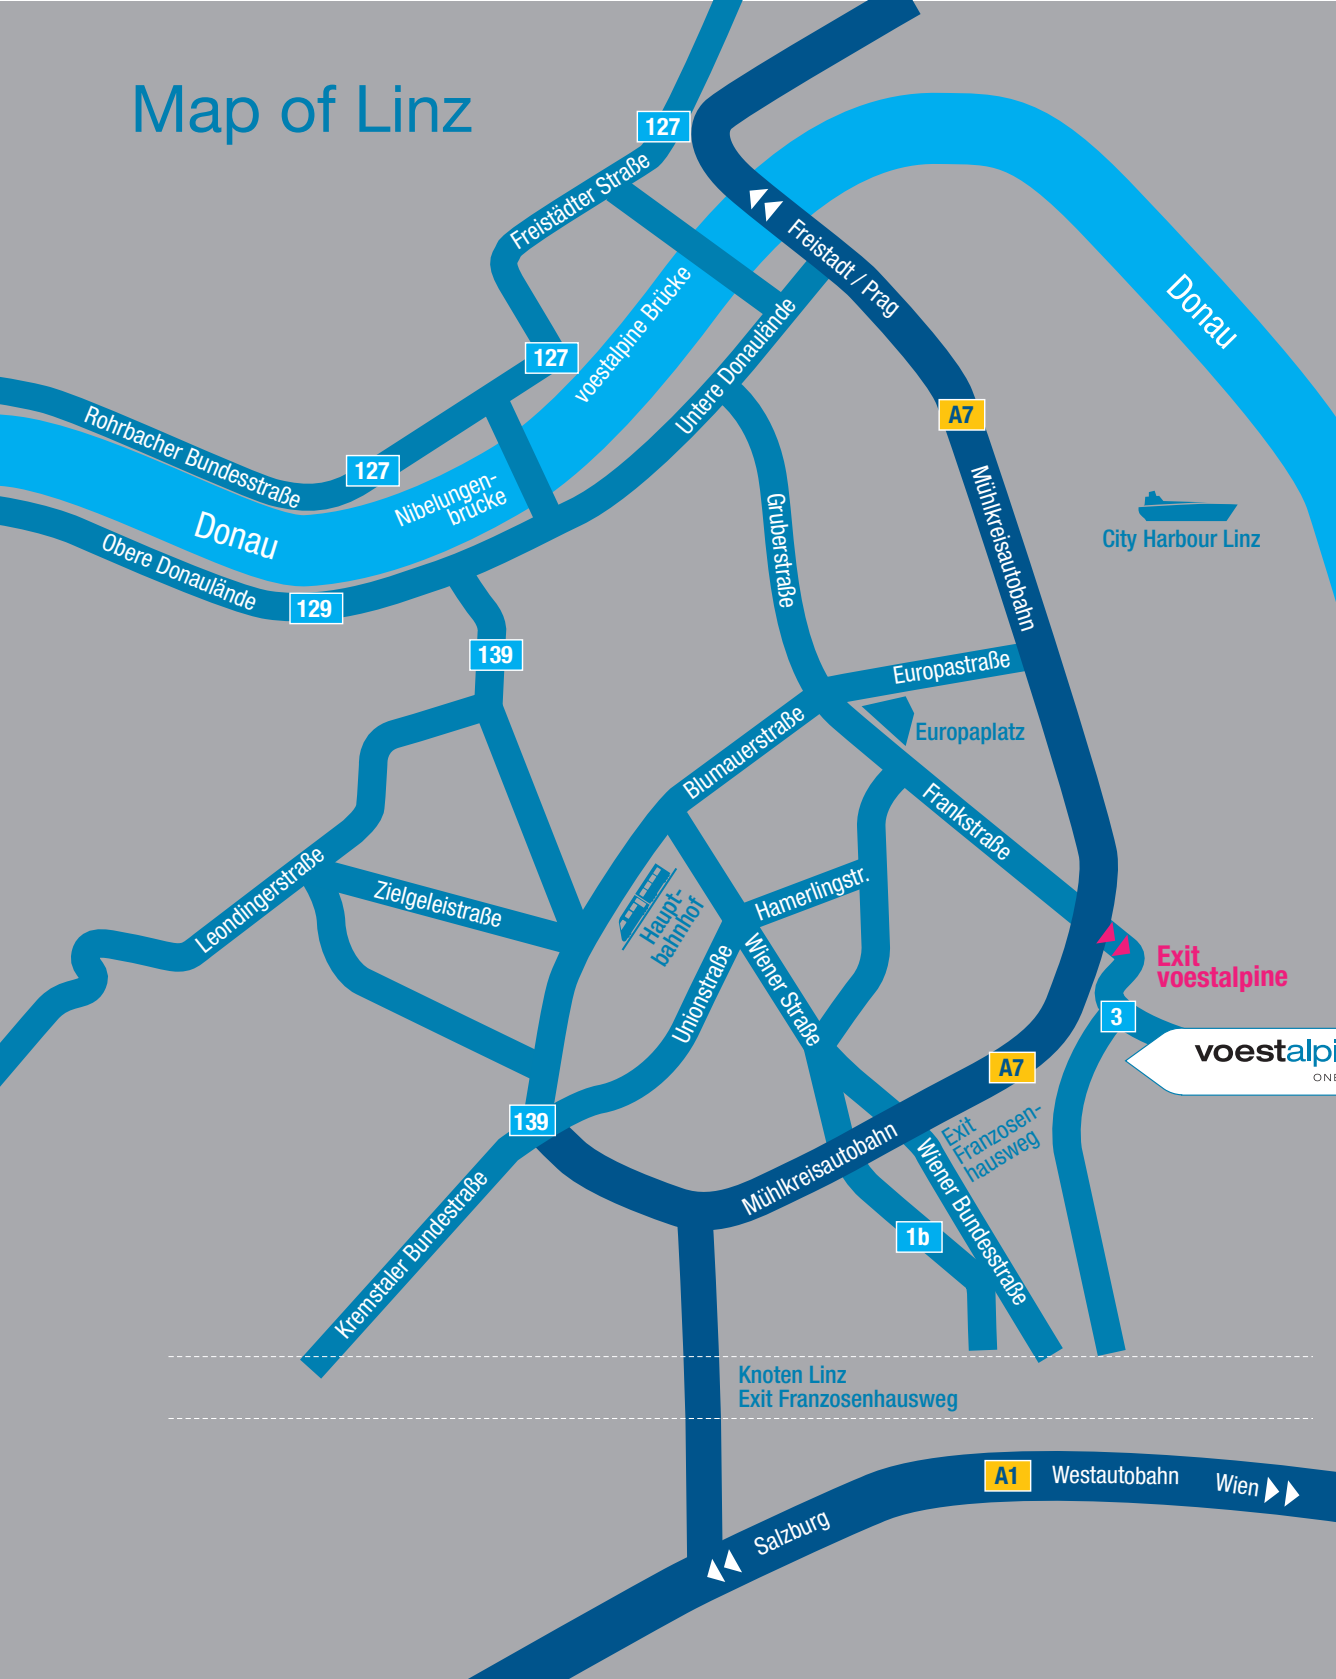 Map of Linz
127
Freistädter Straße
Freistadt / Prag
Donau
voestalpine Brücke
Untere Donaulände
127
A7
Rohrbacher Bundesstraße
127
Nibelungen-
brücke
Mühlkreisautobahn
Gruberstraße
City Harbour Linz
Donau
Obere Donaulände
129
139
Europastraße
Europaplatz
Blumauerstraße
Frankstraße
Leondingerstraße
Zielgeleistraße
Hamerlingstr.
Haupt-
bahnhof
Unionstraße
Wiener Straße
Exit
voestalpine
3
voestalpi
ONE
A7
139
Exit
Franzosen-
hausweg
Mühlkreisautobahn
Wiener Bundesstraße
Kremstaler Bundestraße
1b
Knoten Linz
Exit Franzosenhausweg
A1
Westautobahn
Wien
Salzburg